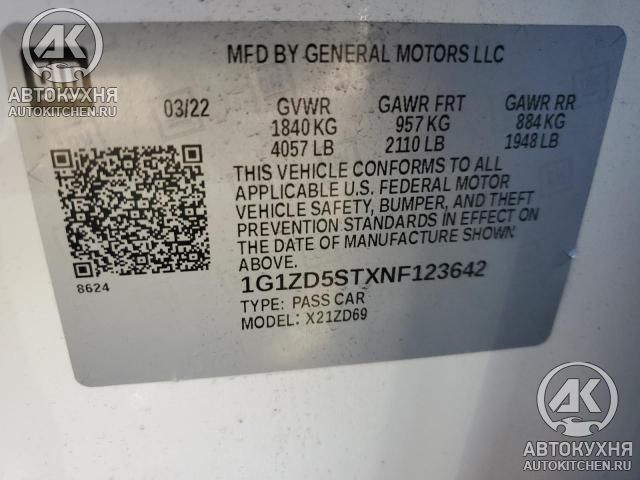 MFD BY GENERAL MOTORS LLC
03/22 GVWR GAWR FRT GAWR RR
1840 KG 957 KG 884 KG
4057 LB 2110 LB 1948 LB
THIS VEHICLE CONFORMS TO ALL
APPLICABLE U.S. FEDERAL MOTOR
VEHICLE SAFETY, BUMPER, AND THEFT
PREVENTION STANDARDS IN EFFECT ON
THE DATE OF MANUFACTURE SHOWN
ABOVE.
8624
1G1ZD5STXNF123642
TYPE: PASS CAR
MODEL: X21ZD69
АК
АВТОКУХНЯ
AUTOKITCHEN.RU
АК
АВТОКУХНЯ
AUTOKITCHEN.RU